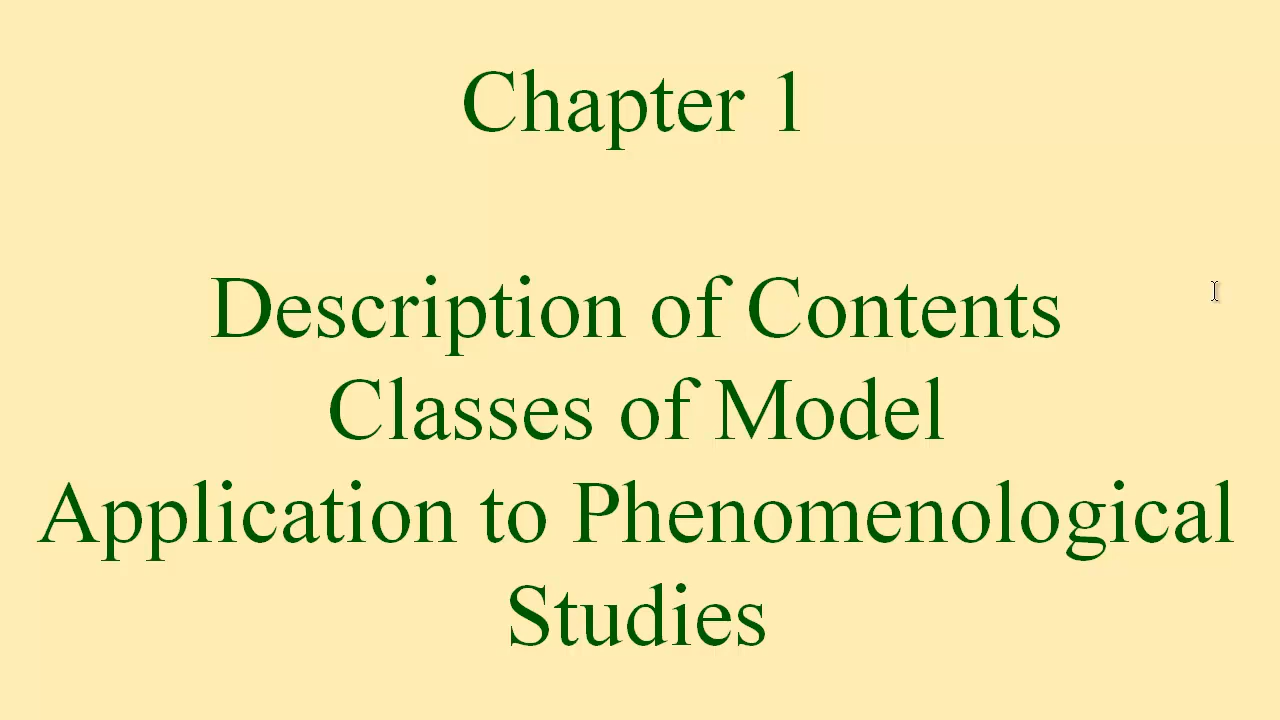 Chapter 1
Description of Contents
Classes of Model
Application to Phenomenological
Studies